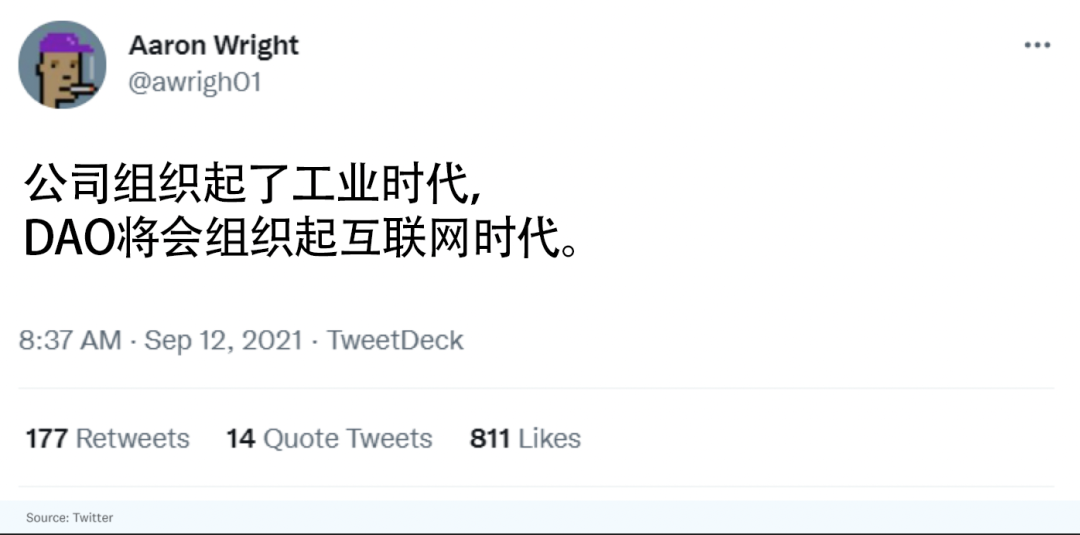 Aaron Wright
@awrigh01
公司组织起了工业时代,
DAO将会组织起互联网时代。
8:37 AM · Sep 12, 2021 · TweetDeck
177 Retweets 14 Quote Tweets 811 Likes
Source: Twitter